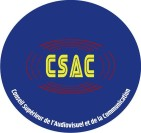 CSAC
Conseil Supérieur de l'Audiovisuel et de la Communication